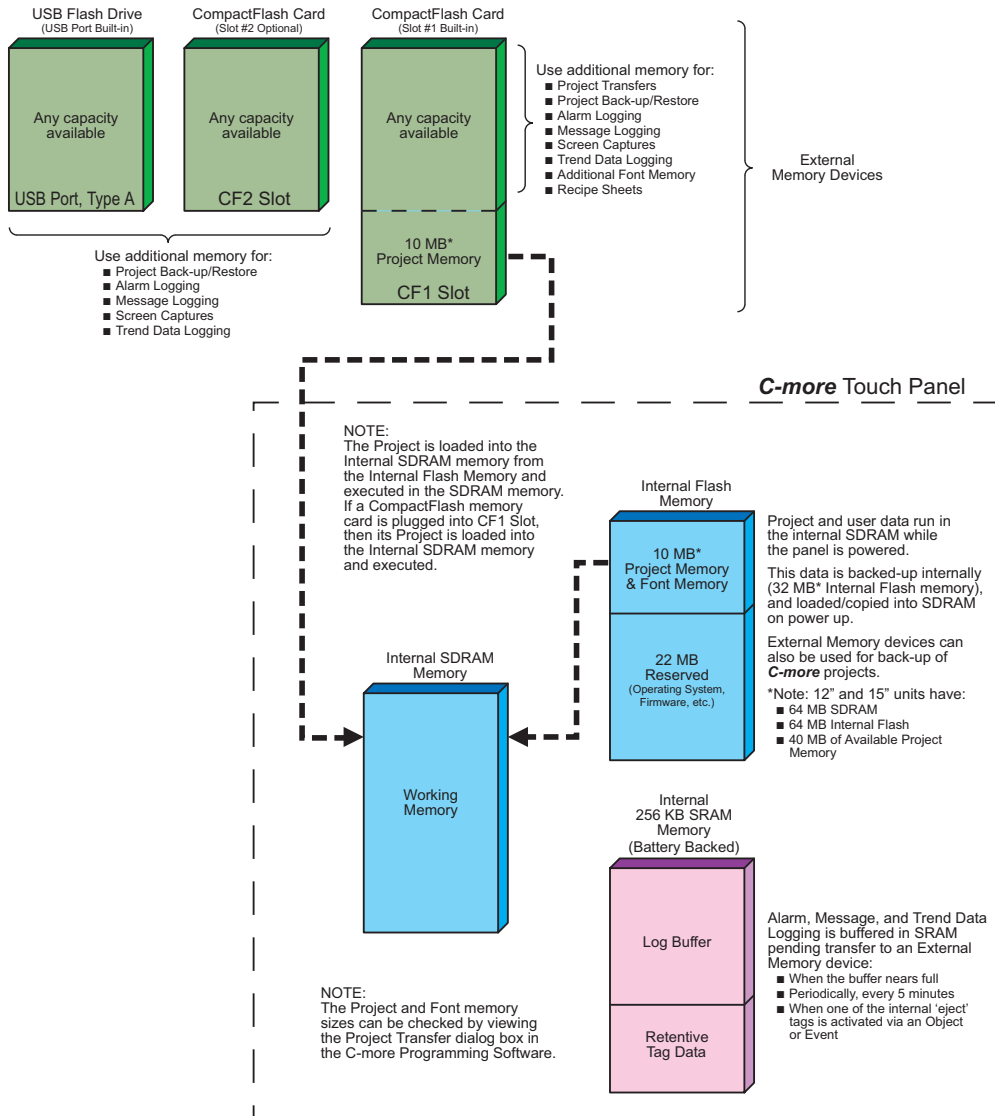 USB Flash Drive
(USB Port Built-in)
Any capacity
available
USB Port, Type A
CompactFlash Card
(Slot #2 Optional)
Any capacity
available
CF2 Slot
CompactFlash Card
(Slot #1 Built-in)
Any capacity
available
10 MB*
Project Memory
CF1 Slot
Use additional memory for:
■ Project Transfers
■ Project Back-up/Restore
■ Alarm Logging
■ Message Logging
■ Screen Captures
■ Trend Data Logging
■ Additional Font Memory
■ Recipe Sheets
External
Memory Devices
Use additional memory for:
■ Project Back-up/Restore
■ Alarm Logging
■ Message Logging
■ Screen Captures
■ Trend Data Logging
C-more Touch Panel
NOTE:
The Project is loaded into the
Internal SDRAM memory from
the Internal Flash Memory and
executed in the SDRAM memory.
If a CompactFlash memory
card is plugged into CF1 Slot,
then its Project is loaded into
the Internal SDRAM memory
and executed.
Internal Flash
Memory
10 MB*
Project Memory
& Font Memory
22 MB
Reserved
(Operating System,
Firmware, etc.)
Project and user data run in
the internal SDRAM while
the panel is powered.
This data is backed-up internally
(32 MB* Internal Flash memory),
and loaded/copied into SDRAM
on power up.
External Memory devices can
also be used for back-up of
C-more projects.
*Note: 12” and 15” units have:
■ 64 MB SDRAM
■ 64 MB Internal Flash
■ 40 MB of Available Project
Memory
Internal SDRAM
Memory
Working
Memory
Internal
256 KB SRAM
Memory
(Battery Backed)
Log Buffer
Retentive
Tag Data
Alarm, Message, and Trend Data
Logging is buffered in SRAM
pending transfer to an External
Memory device:
■ When the buffer nears full
■ Periodically, every 5 minutes
■ When one of the internal ‘eject’
tags is activated via an Object
or Event
NOTE:
The Project and Font memory
sizes can be checked by viewing
the Project Transfer dialog box in
the C-more Programming Software.